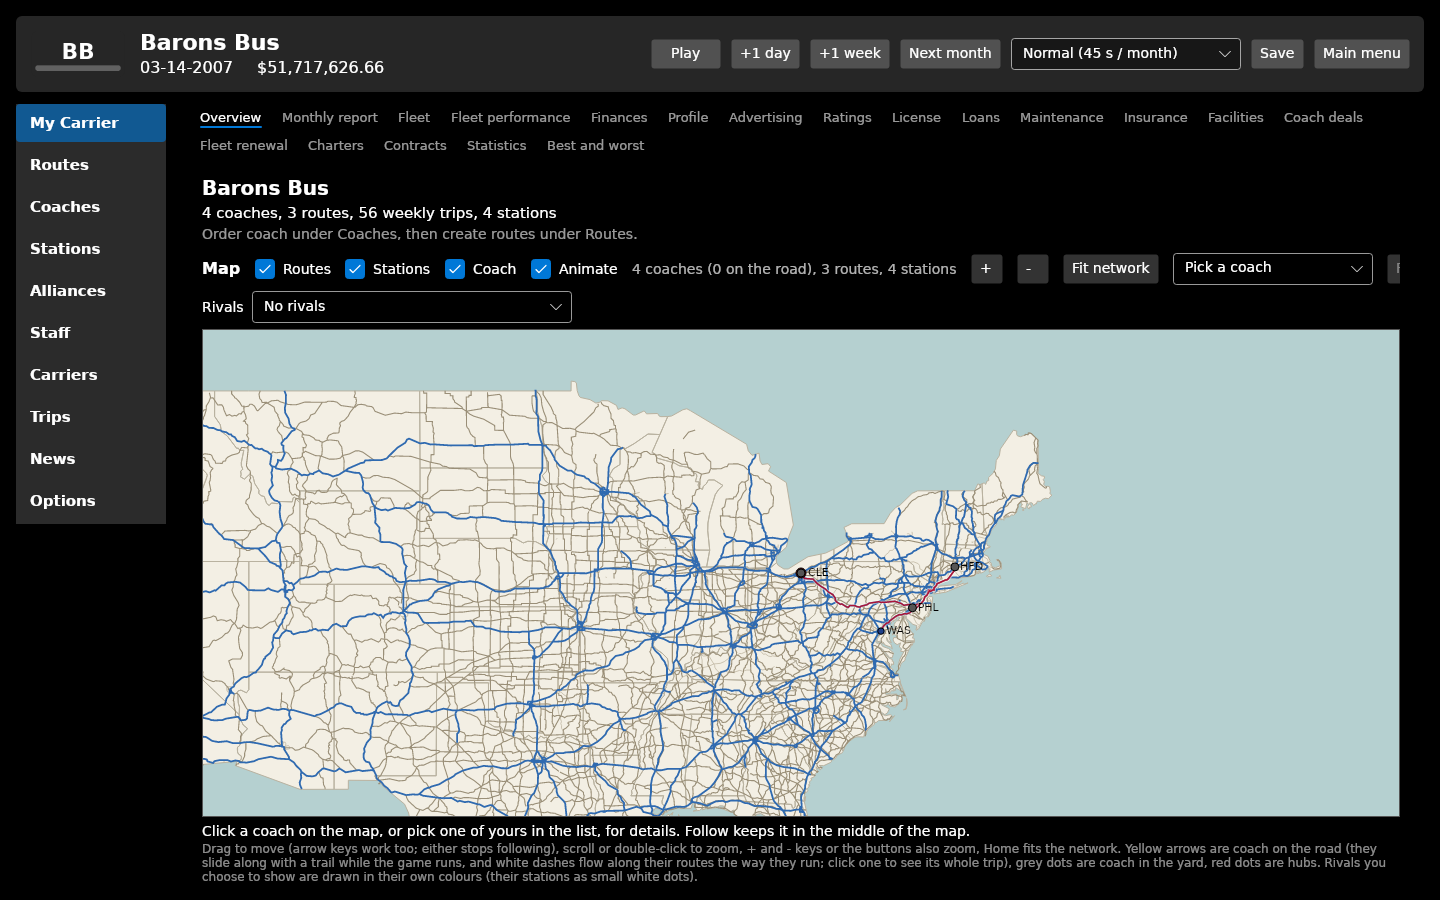 BB
Barons Bus
03-14-2007 $51,717,626.66
Play
+1 day
+1 week
Next month
Normal (45 s / month)
Save
Main menu
My Carrier
Routes
Coaches
Stations
Alliances
Staff
Carriers
Trips
News
Options
Overview Monthly report Fleet Fleet performance Finances Profile Advertising Ratings License Loans Maintenance Insurance Facilities Coach deals
Fleet renewal Charters Contracts Statistics Best and worst
Barons Bus
4 coaches, 3 routes, 56 weekly trips, 4 stations
Order coach under Coaches, then create routes under Routes.
Map Routes Stations Coach Animate 4 coaches (0 on the road), 3 routes, 4 stations + - Fit network Pick a coach
Rivals No rivals
CLE
HFD
PHL
WAS
Click a coach on the map, or pick one of yours in the list, for details. Follow keeps it in the middle of the map.
Drag to move (arrow keys work too; either stops following), scroll or double-click to zoom, + and - keys or the buttons also zoom, Home fits the network. Yellow arrows are coach on the road (they
slide along with a trail while the game runs, and white dashes flow along their routes the way they run; click one to see its whole trip), grey dots are coach in the yard, red dots are hubs. Rivals you
choose to show are drawn in their own colours (their stations as small white dots).